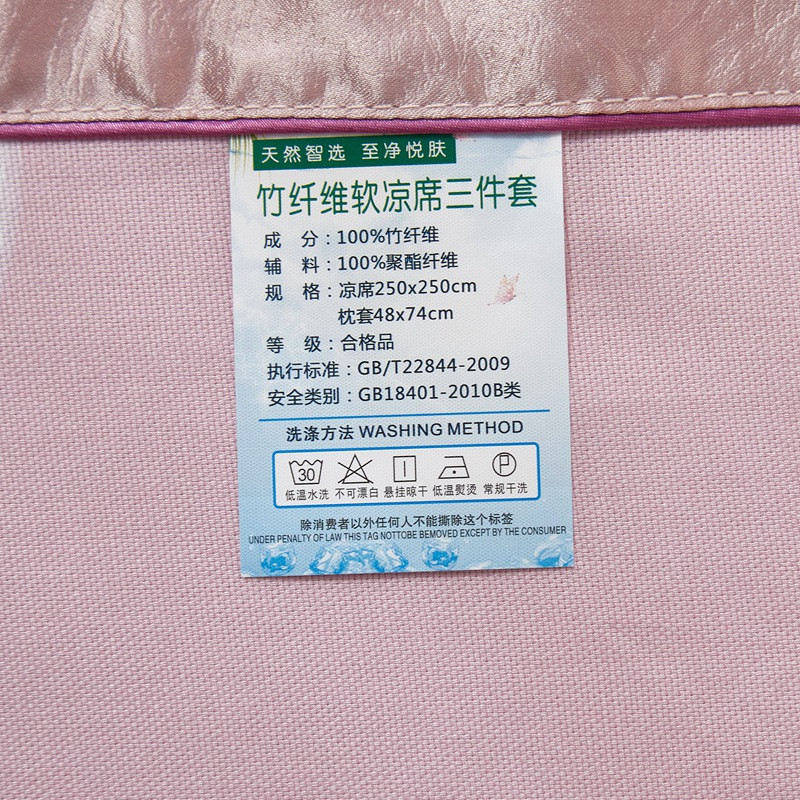 天然智选 至净悦肤
竹纤维软凉席三件套
成 分：100%竹纤维
辅 料：100%聚酯纤维
规 格：凉席250x250cm
枕套48x74cm
等 级：合格品
执行标准：GB/T22844-2009
安全类别：GB18401-2010B类
洗涤方法 WASHING METHOD
30 P
低温水洗 不可漂白 悬挂晾干 低温熨烫 常规干洗
除消费者以外任何人不能撕除这个标签
UNDER PENALTY OF LAW THIS TAG NOTTOBE BEMOVED EXCEPT BY THE CONSUMER